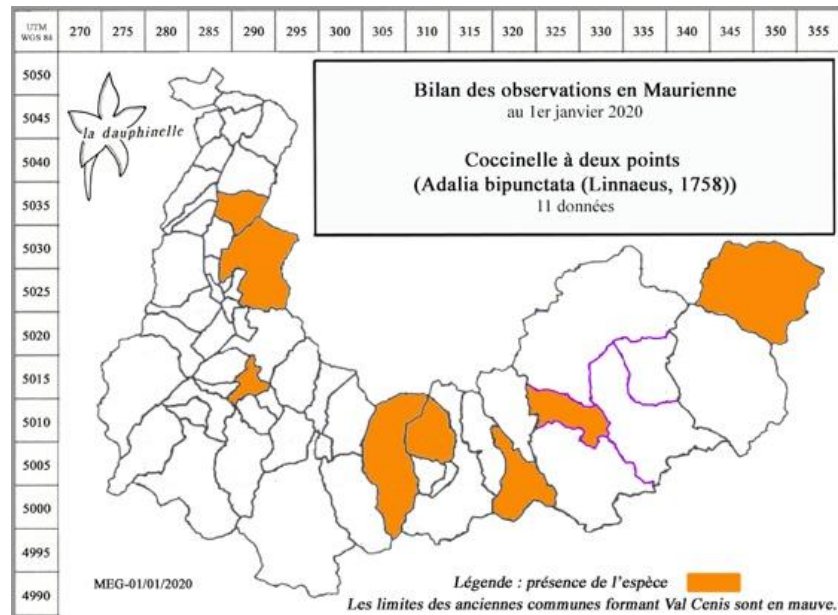 UTM
WGS 84
270 275 280 285 290 295 300 305 310 315 320 325 330 335 340 345 350 355
5050
5045
5040
5035
5030
5025
5020
5015
5010
5005
5000
4995
4990
la dauphinelle
Bilan des observations en Maurienne
au 1er janvier 2020
Coccinelle à deux points
(Adalia bipunctata (Linnaeus, 1758))
11 données
MEG-01/01/2020
Légende : présence de l'espèce
Les limites des anciennes communes formant Val Cenis sont en mauve